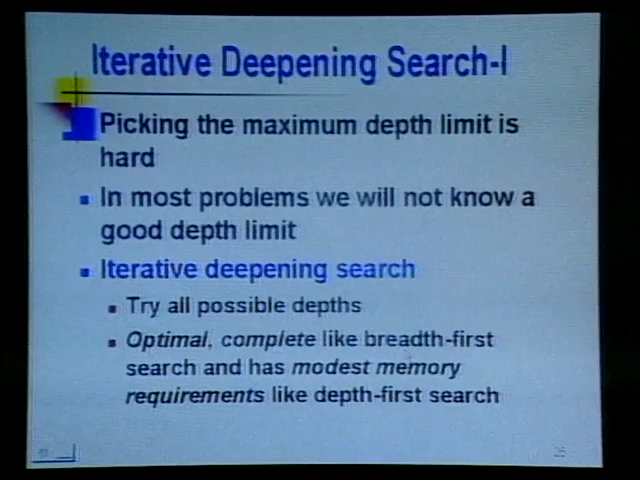 Iterative Deepening Search-I
Picking the maximum depth limit is
hard
In most problems we will not know a
good depth limit
Iterative deepening search
Try all possible depths
Optimal, complete like breadth-first
search and has modest memory
requirements like depth-first search